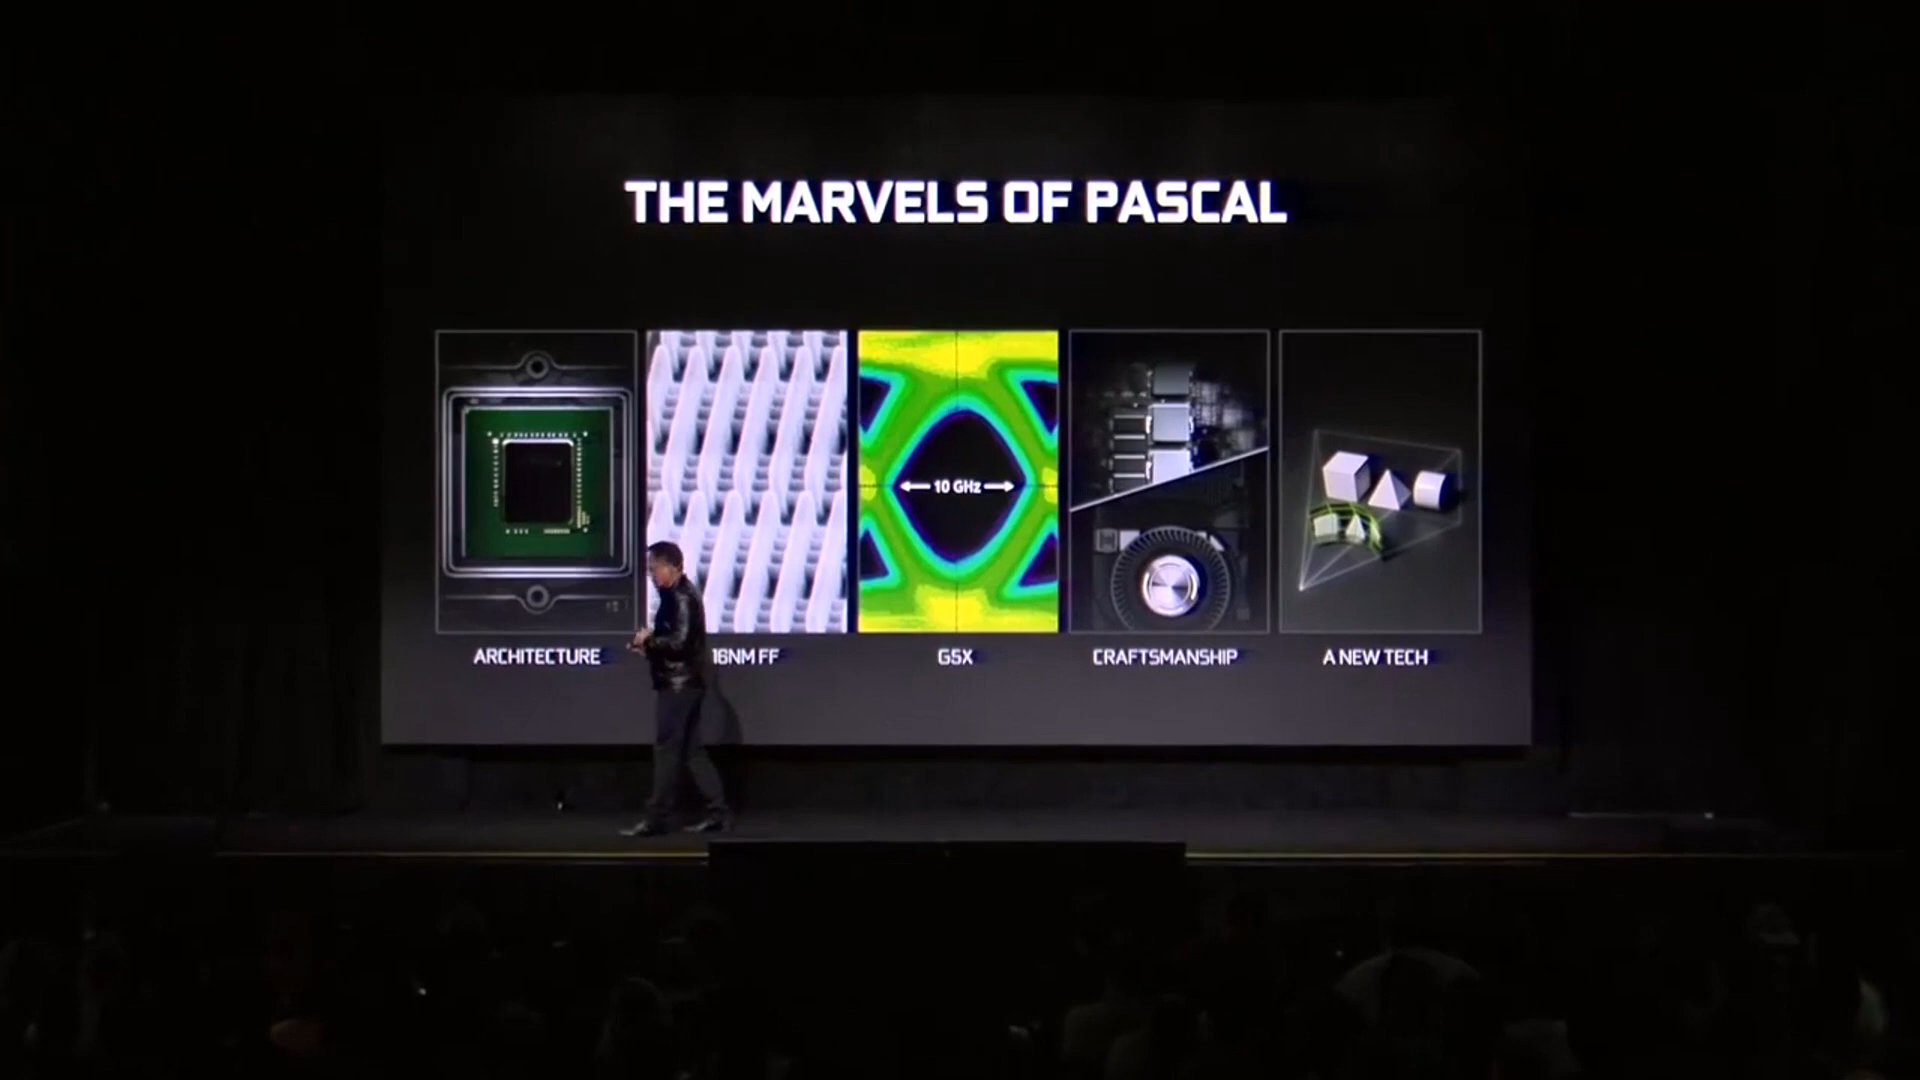 THE MARVELS OF PASCAL
10 GHz
ARCHITECTURE
16NM FF
G5X
CRAFTSMANSHIP
A NEW TECH